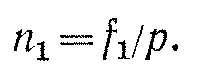 n₁ = f₁/p.